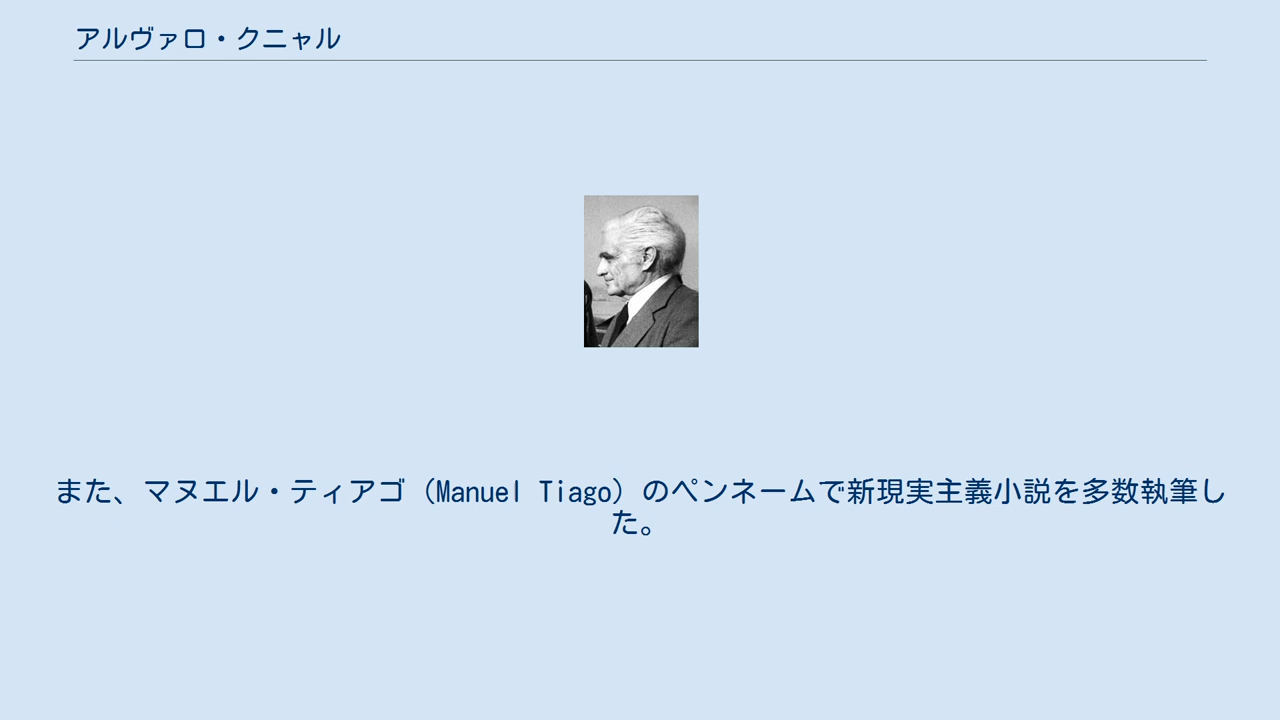 アルヴァロ・クニャル
また、マヌエル・ティアゴ（Manuel Tiago）のペンネームで新現実主義小説を多数執筆し
た。